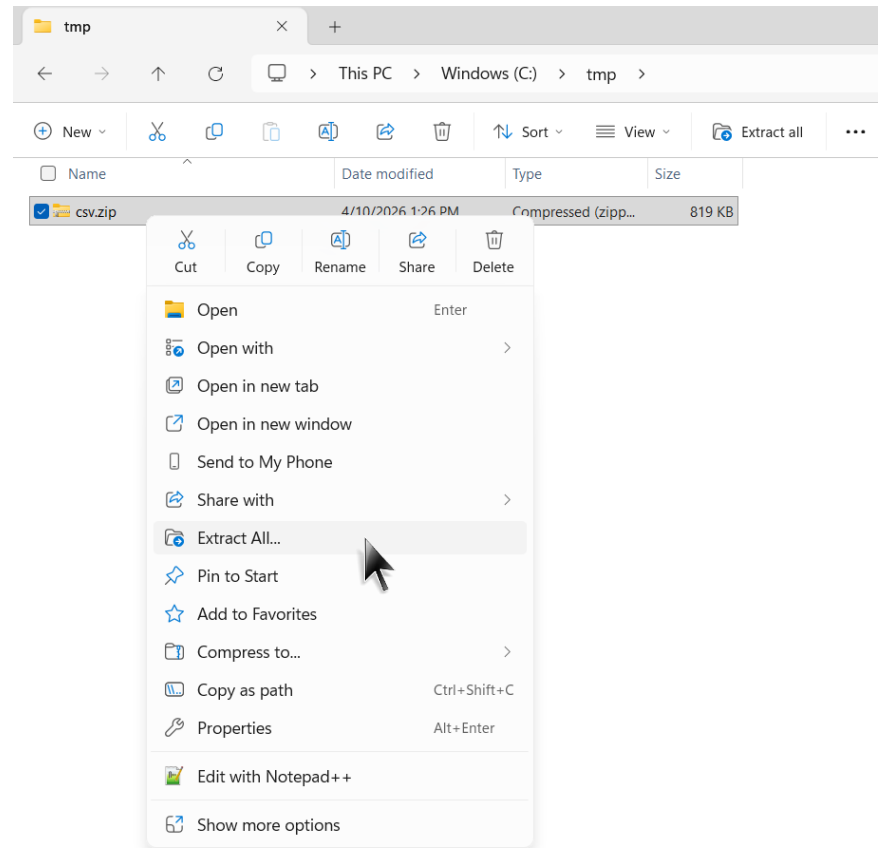 tmp
This PC > Windows (C:) > tmp >
New Sort View Extract all
Name Date modified Type Size
csv.zip 4/10/2026 1:26 PM Compressed (zipp... 819 KB
Cut Copy Rename Share Delete
Open Enter
Open with
Open in new tab
Open in new window
Send to My Phone
Share with
Extract All...
Pin to Start
Add to Favorites
Compress to...
Copy as path Ctrl+Shift+C
Properties Alt+Enter
Edit with Notepad++
Show more options